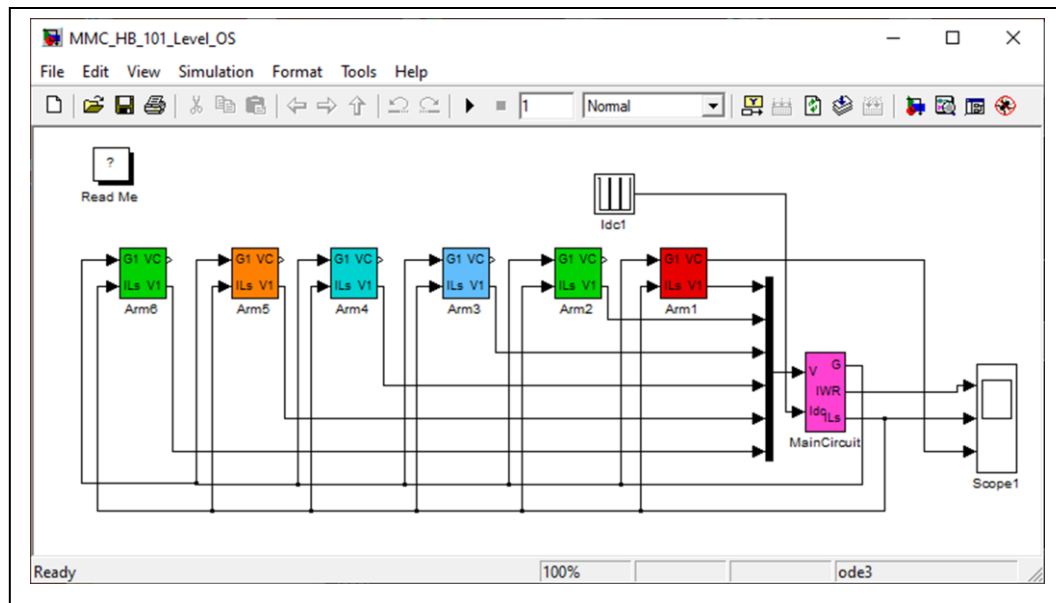 MMC_HB_101_Level_OS
File Edit View Simulation Format Tools Help
1 Normal
?
Read Me
Idc1
G1 VC G1 VC G1 VC G1 VC G1 VC G1 VC
ILs V1 ILs V1 ILs V1 ILs V1 ILs V1 ILs V1
Arm6 Arm5 Arm4 Arm3 Arm2 Arm1
V G
IWR
Idc ILs
MainCircuit
Scope1
Ready 100% ode3